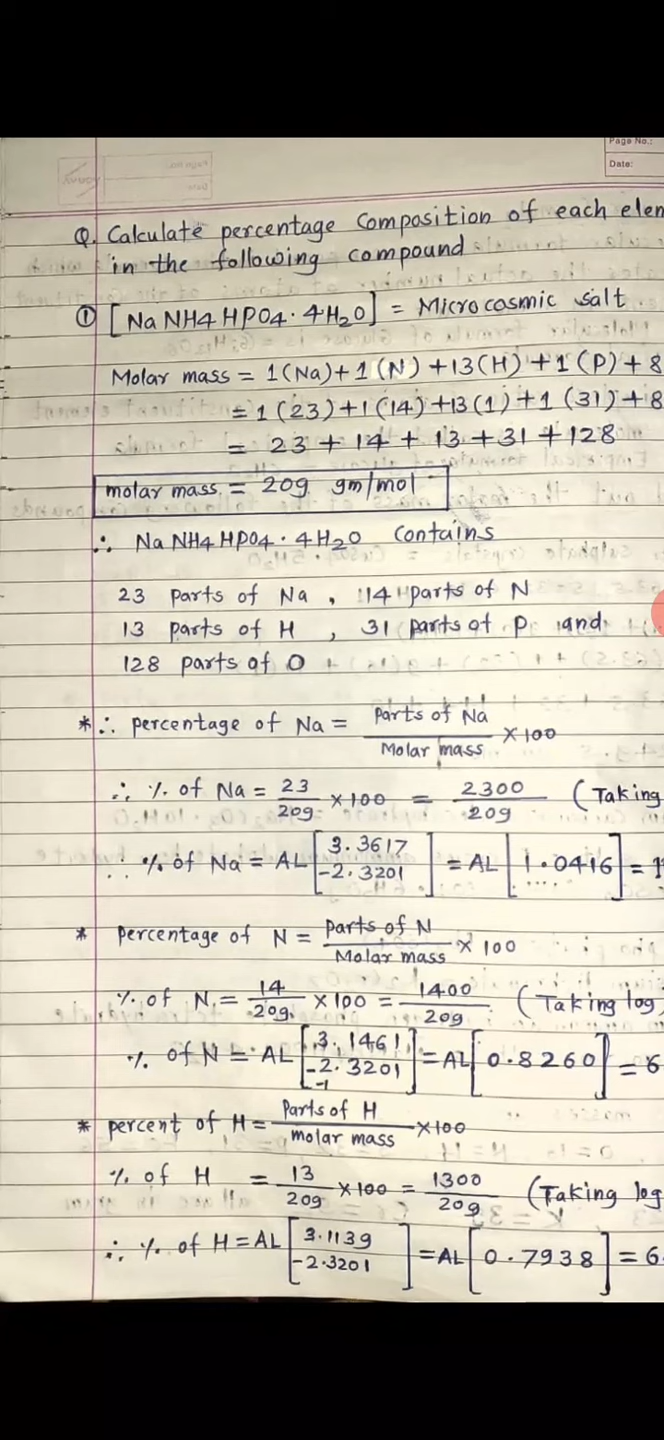 Page No.:
Date:
Q. Calculate percentage composition of each elem
in the following compound
① [NaNH4HPO4·4H2O] = Microcosmic salt
Molar mass = 1(Na)+1(N)+13(H)+1(P)+8
= 1(23)+1(14)+13(1)+1(31)+8
= 23+14+13+31+128
molar mass = 209 gm/mol
∴ NaNH4HPO4·4H2O contains
23 parts of Na, 14 parts of N
13 parts of H, 31 parts of P and
128 parts of O
*∴ percentage of Na = Parts of Na / Molar mass × 100
∴ % of Na = 23/209 × 100 = 2300/209 (Taking
∴ % of Na = AL [3.3617 -2.3201] = AL [1.0416] = 1
* percentage of N = Parts of N / Molar mass × 100
% of N = 14/209 × 100 = 1400/209 (Taking log
% of N = AL [3.1461 -2.3201] = AL [0.8260] = 6
* percent of H = Parts of H / molar mass × 100
% of H = 13/209 × 100 = 1300/209 (Taking log
∴ % of H = AL [3.1139 -2.3201] = AL [0.7938] = 6.